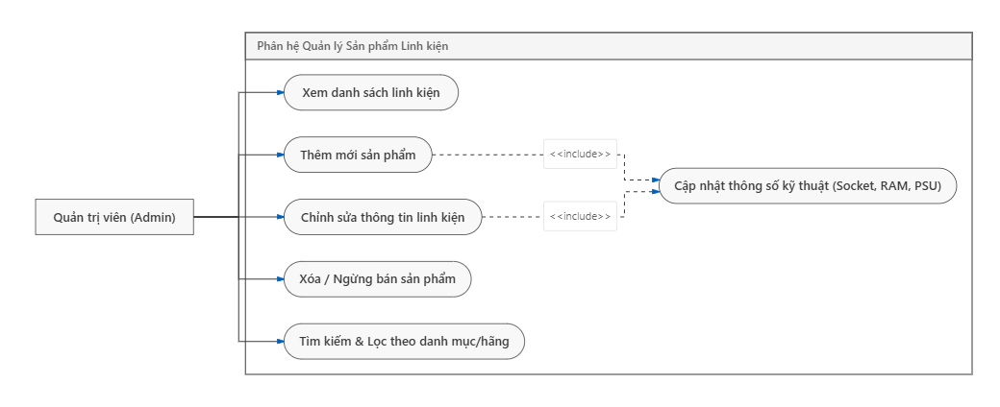 Phân hệ Quản lý Sản phẩm Linh kiện
Xem danh sách linh kiện
Thêm mới sản phẩm
<<include>>
Cập nhật thông số kỹ thuật (Socket, RAM, PSU)
Quản trị viên (Admin)
Chỉnh sửa thông tin linh kiện
<<include>>
Xóa / Ngừng bán sản phẩm
Tìm kiếm & Lọc theo danh mục/hãng